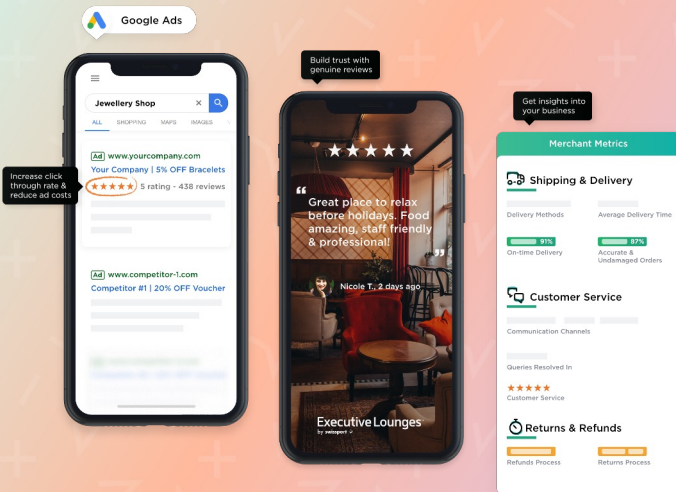 Google Ads
Jewellery Shop
ALL SHOPPING MAPS IMAGES
Ad www.yourcompany.com
Your Company | 5% OFF Bracelets
5 rating - 438 reviews
Increase click
through rate &
reduce ad costs
Ad www.competitor-1.com
Competitor #1 | 20% OFF Voucher
Build trust with
genuine reviews
“
Great place to relax
before holidays. Food
amazing, staff friendly
& professional!
”
Nicole T., 2 days ago
Executive Lounges
by swissport
Get insights into
your business
Merchant Metrics
Shipping & Delivery
Delivery Methods
Average Delivery Time
91%
87%
On-time Delivery
Accurate &
Undamaged Orders
Customer Service
Communication Channels
Queries Resolved In
Customer Service
Returns & Refunds
Refunds Process
Returns Process